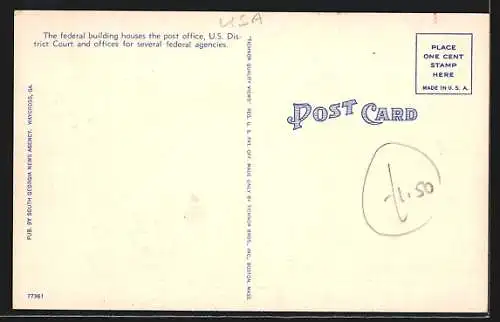 USA
The federal building houses the post office, U.S. Dis-
trict Court and offices for several federal agencies.
PUB. BY SOUTH GEORGIA NEWS AGENCY, WAYCROSS, GA.
77361
"TICHNOR QUALITY VIEWS" REG. U. S. PAT. OFF. MADE ONLY BY TICHNOR BROS., INC., BOSTON, MASS.
POST CARD
PLACE
ONE CENT
STAMP
HERE
MADE IN U. S. A.
1.50